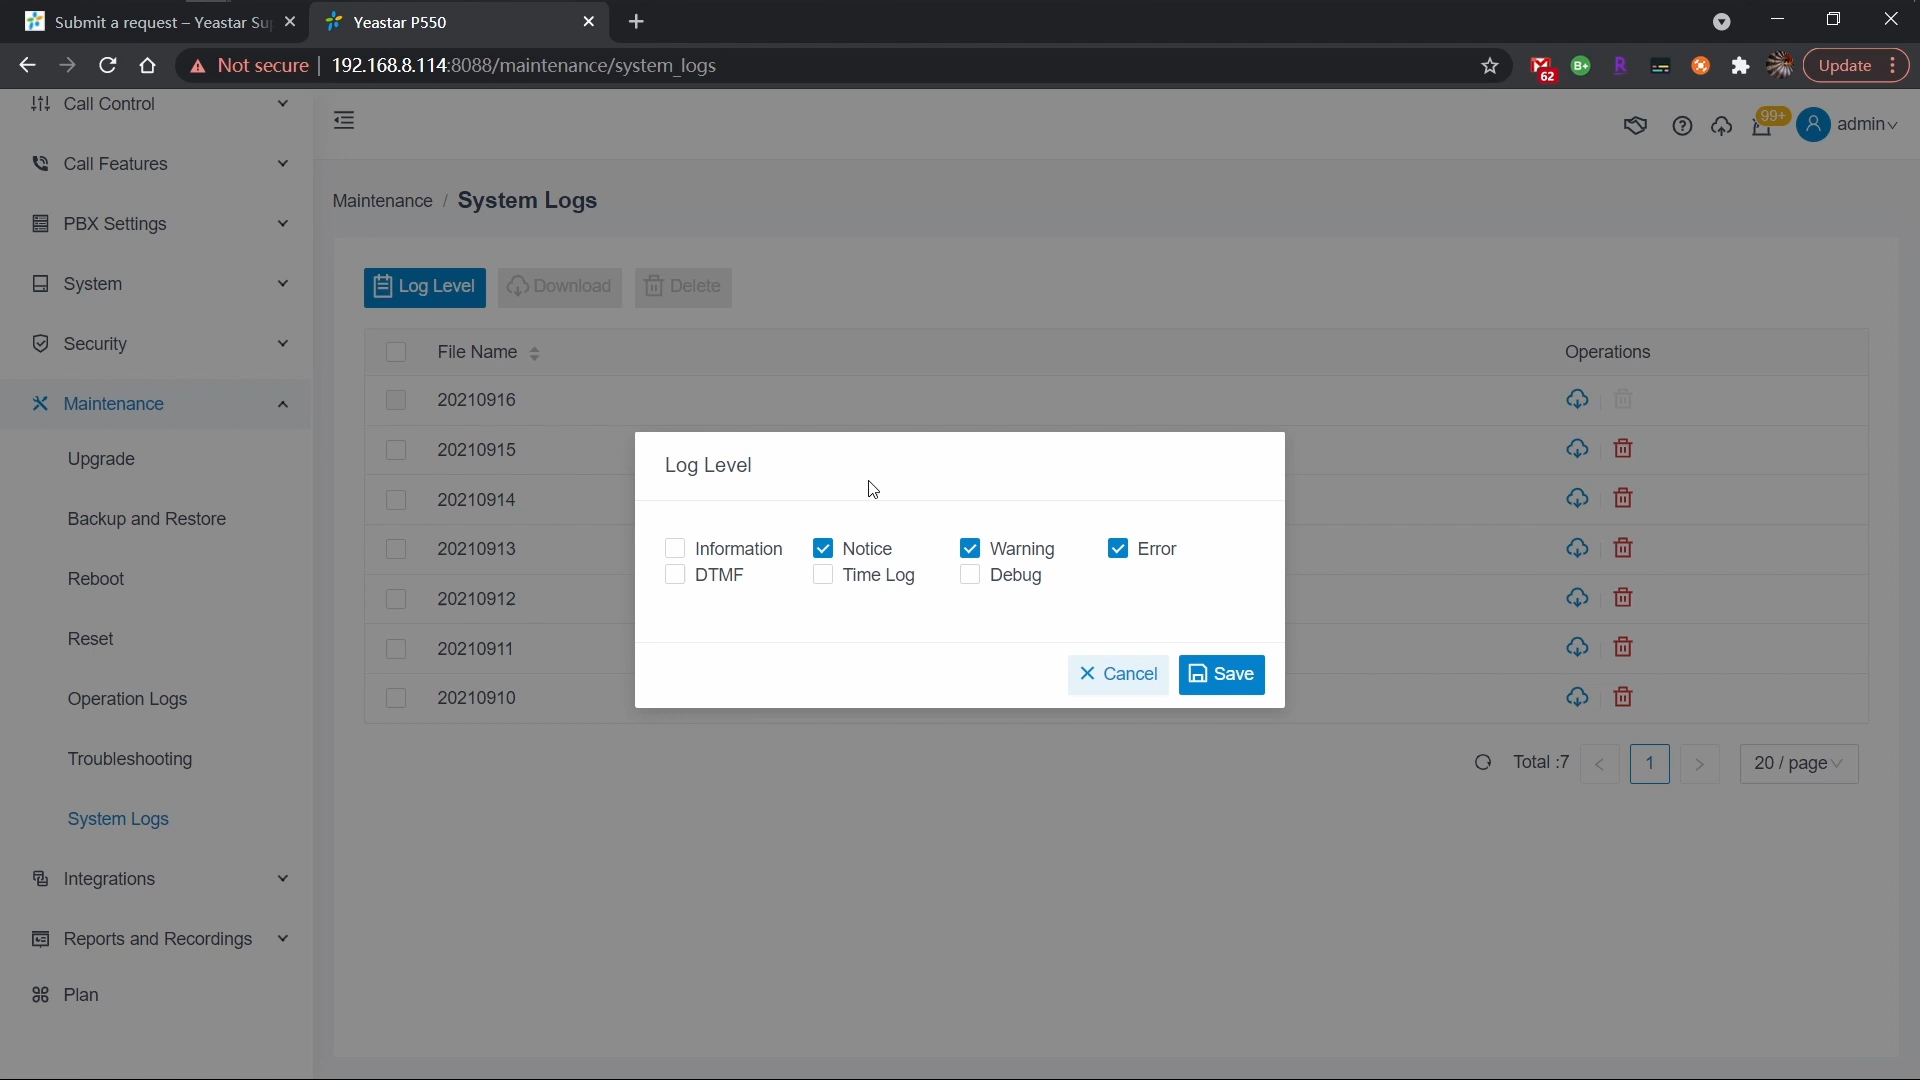 Submit a request – Yeastar Su
Yeastar P550
Not secure | 192.168.8.114:8088/maintenance/system_logs
62
B+
R
Update
Call Control
Call Features
PBX Settings
System
Security
Maintenance
Upgrade
Backup and Restore
Reboot
Reset
Operation Logs
Troubleshooting
System Logs
Integrations
Reports and Recordings
Plan
99+
admin
Maintenance / System Logs
Log Level
Download
Delete
File Name
Operations
20210916
20210915
20210914
20210913
20210912
20210911
20210910
Log Level
Information
Notice
Warning
Error
DTMF
Time Log
Debug
Cancel
Save
Total :7
<
1
>
20 / page